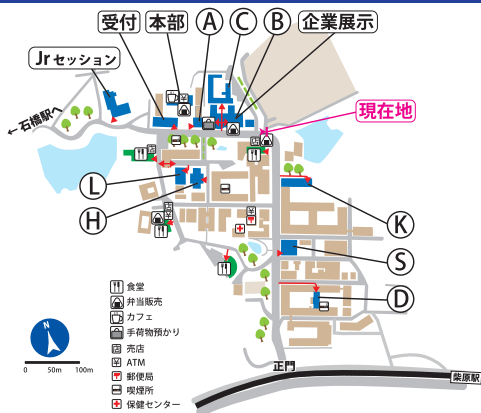 受付 本部 A C B 企業展示
Jrセッション
現在地
←石橋駅へ
L
H
K
S
D
食堂
弁当販売
カフェ
手荷物預かり
売店
ATM
郵便局
喫煙所
保健センター
N
0 50m 100m
正門
柴原駅